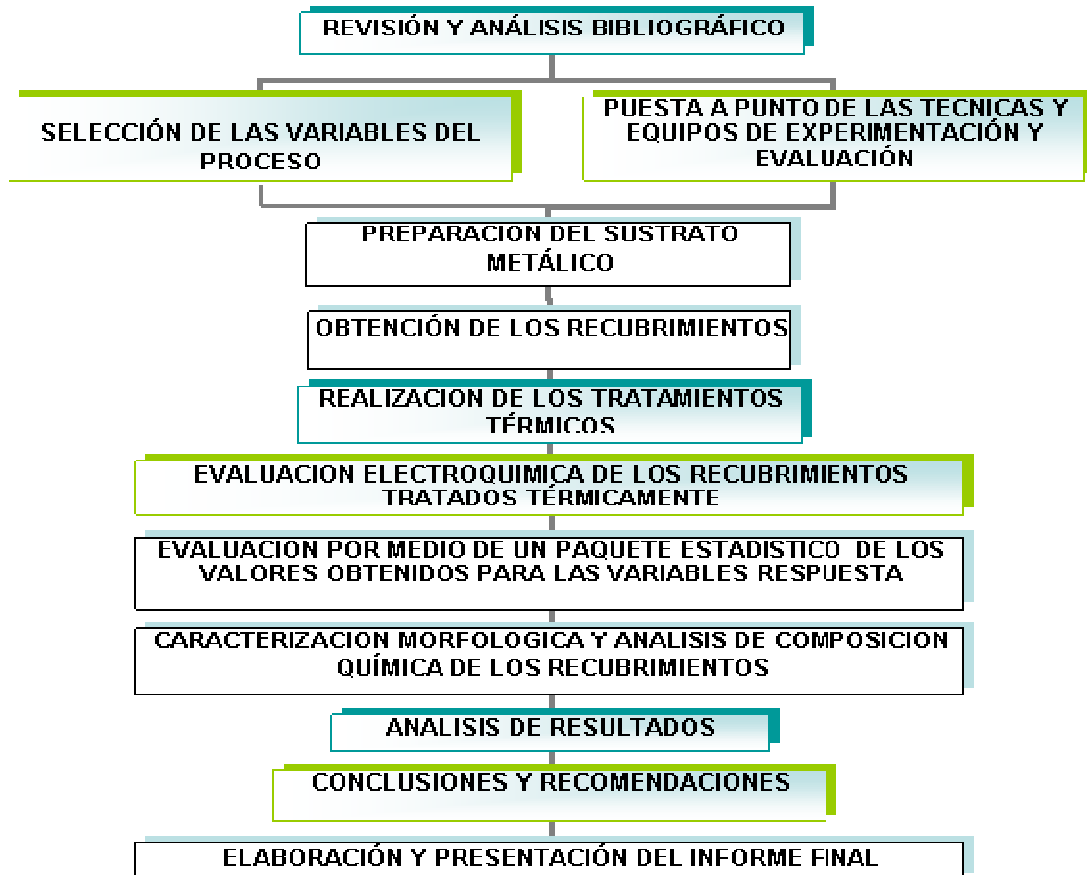 REVISIÓN Y ANÁLISIS BIBLIOGRÁFICO
SELECCIÓN DE LAS VARIABLES DEL
PROCESO
PUESTA A PUNTO DE LAS TECNICAS Y
EQUIPOS DE EXPERIMENTACIÓN Y
EVALUACIÓN
PREPARACION DEL SUSTRATO
METÁLICO
OBTENCIÓN DE LOS RECUBRIMIENTOS
REALIZACION DE LOS TRATAMIENTOS
TÉRMICOS
EVALUACION ELECTROQUIMICA DE LOS RECUBRIMIENTOS
TRATADOS TÉRMICAMENTE
EVALUACION POR MEDIO DE UN PAQUETE ESTADISTICO DE LOS
VALORES OBTENIDOS PARA LAS VARIABLES RESPUESTA
CARACTERIZACION MORFOLOGICA Y ANALISIS DE COMPOSICION
QUÍMICA DE LOS RECUBRIMIENTOS
ANALISIS DE RESULTADOS
CONCLUSIONES Y RECOMENDACIONES
ELABORACIÓN Y PRESENTACIÓN DEL INFORME FINAL